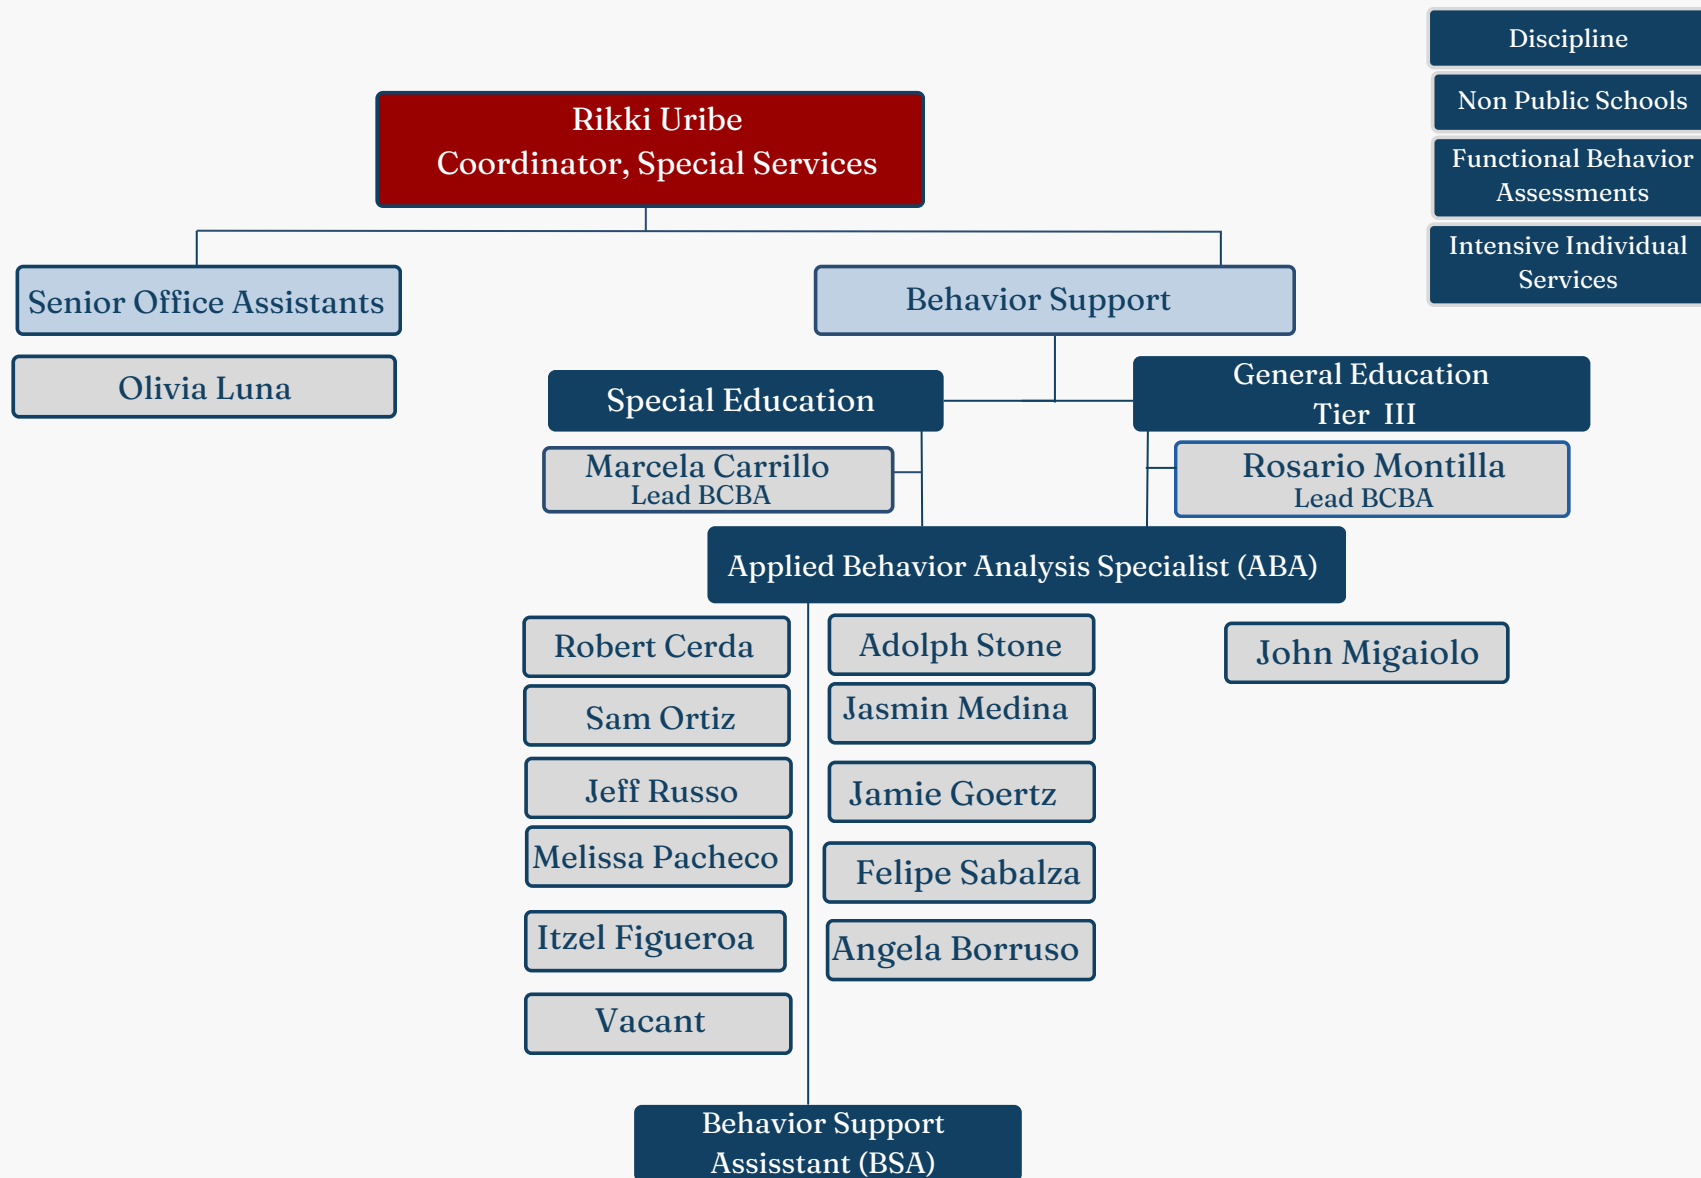 Discipline
Non Public Schools
Functional Behavior
Assessments
Intensive Individual
Services
Rikki Uribe
Coordinator, Special Services
Senior Office Assistants
Olivia Luna
Behavior Support
Special Education
General Education
Tier III
Marcela Carrillo
Lead BCBA
Rosario Montilla
Lead BCBA
Applied Behavior Analysis Specialist (ABA)
Robert Cerda
Sam Ortiz
Jeff Russo
Melissa Pacheco
Itzel Figueroa
Vacant
Adolph Stone
Jasmin Medina
Jamie Goertz
Felipe Sabalza
Angela Borruso
John Migaiolo
Behavior Support
Assisstant (BSA)